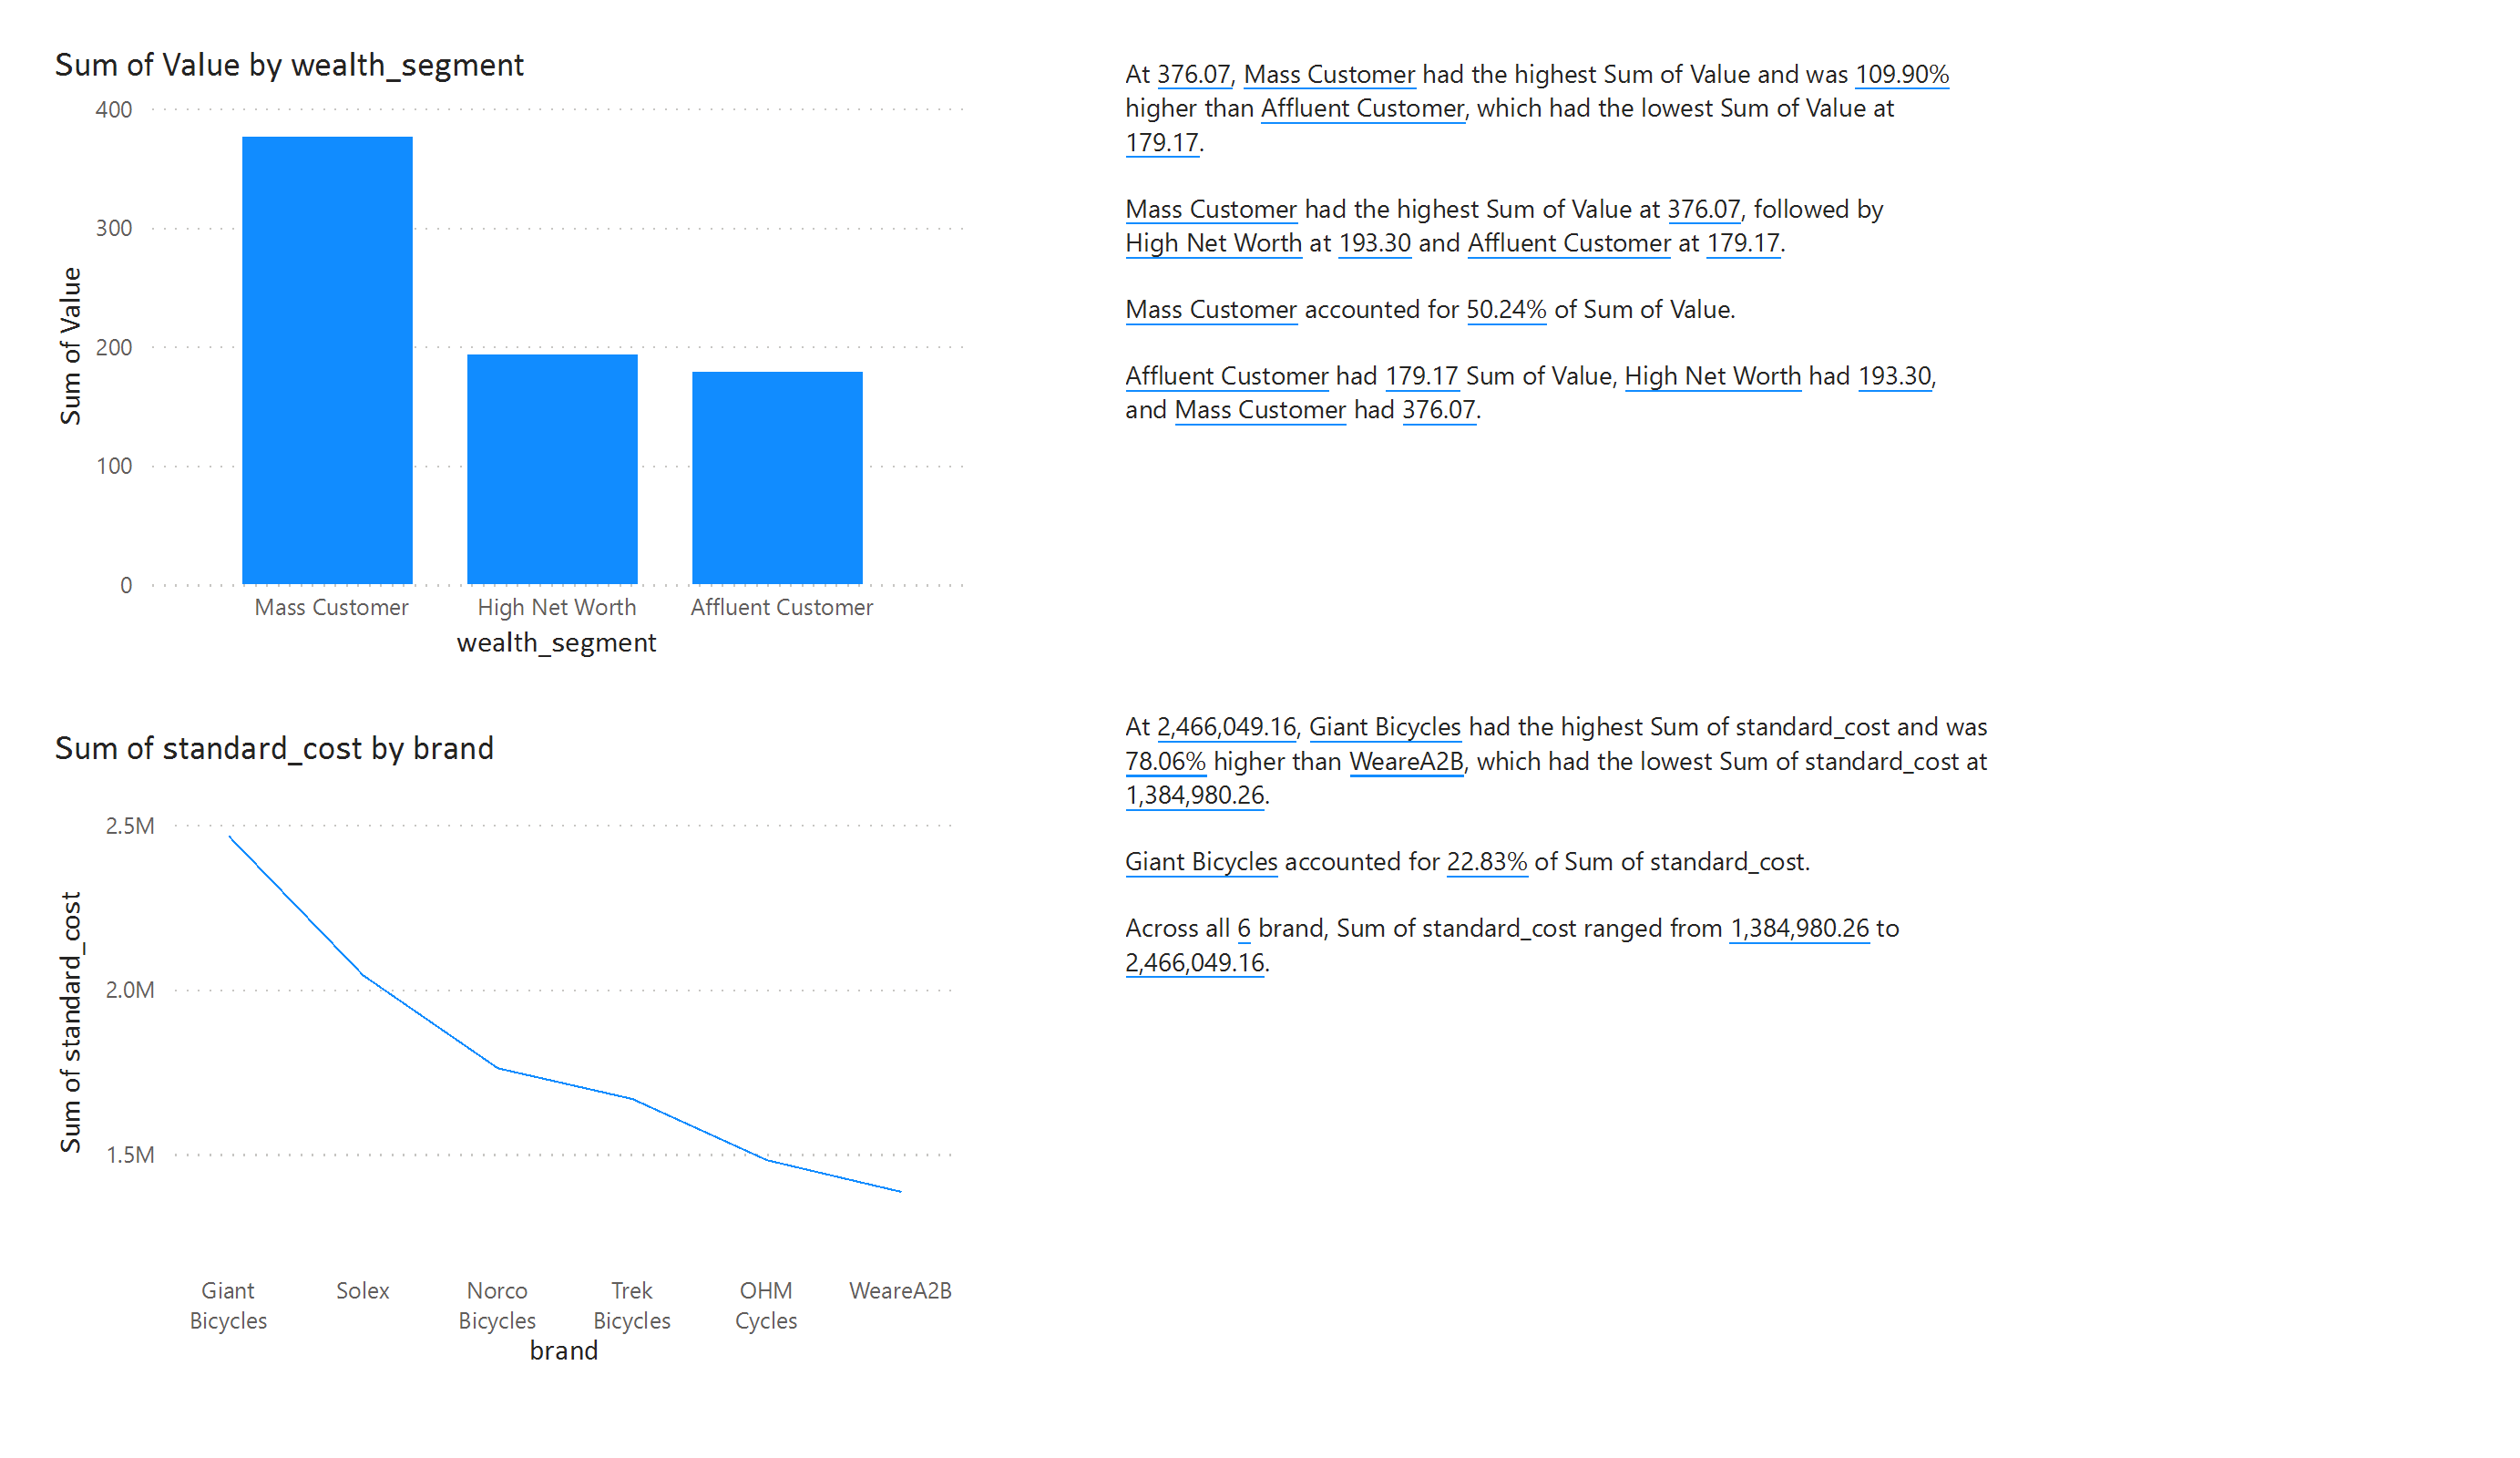 Sum of Value by wealth_segment
400
300
200
100
0
Sum of Value
Mass Customer
High Net Worth
Affluent Customer
wealth_segment
At 376.07, Mass Customer had the highest Sum of Value and was 109.90%
higher than Affluent Customer, which had the lowest Sum of Value at
179.17.
Mass Customer had the highest Sum of Value at 376.07, followed by
High Net Worth at 193.30 and Affluent Customer at 179.17.
Mass Customer accounted for 50.24% of Sum of Value.
Affluent Customer had 179.17 Sum of Value, High Net Worth had 193.30,
and Mass Customer had 376.07.
Sum of standard_cost by brand
2.5M
2.0M
1.5M
Sum of standard_cost
Giant
Bicycles
Solex
Norco
Bicycles
Trek
Bicycles
OHM
Cycles
WeareA2B
brand
At 2,466,049.16, Giant Bicycles had the highest Sum of standard_cost and was
78.06% higher than WeareA2B, which had the lowest Sum of standard_cost at
1,384,980.26.
Giant Bicycles accounted for 22.83% of Sum of standard_cost.
Across all 6 brand, Sum of standard_cost ranged from 1,384,980.26 to
2,466,049.16.